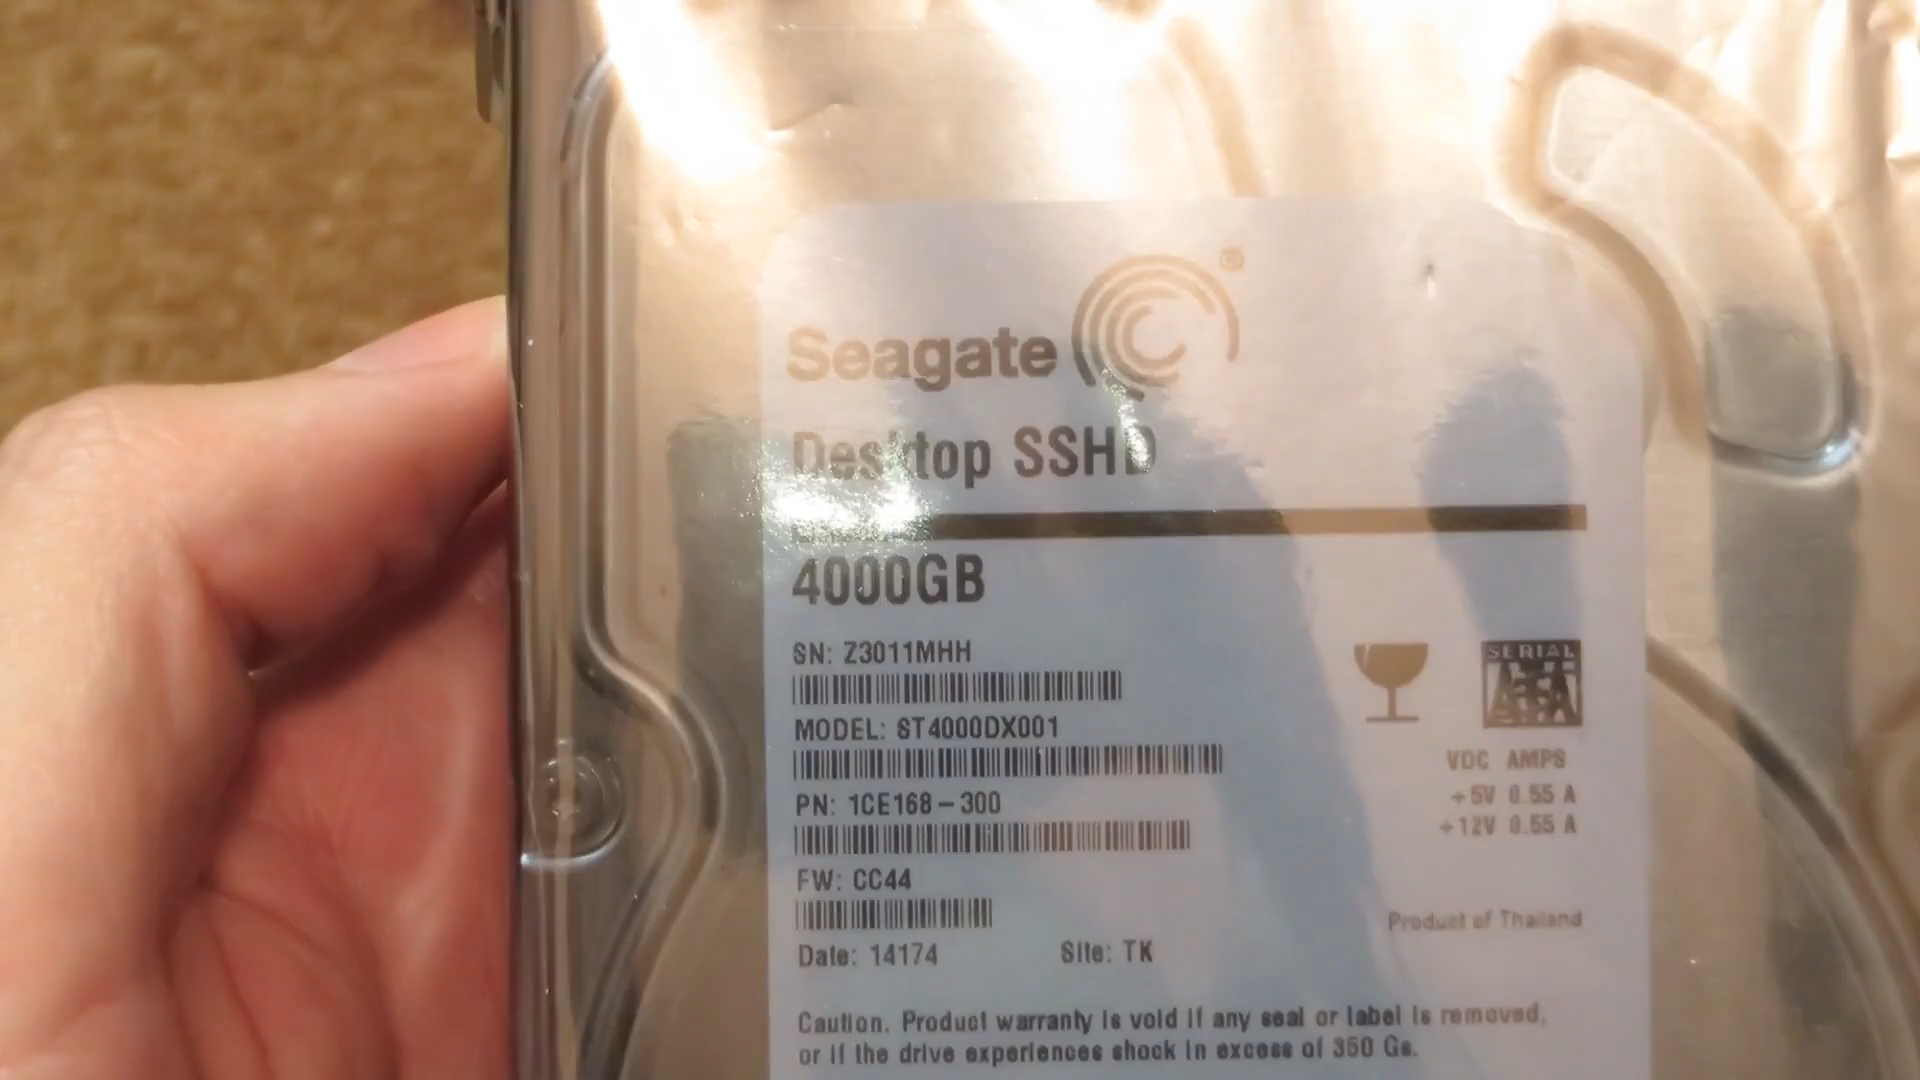 Seagate®
Desktop SSHD
4000GB
SN: Z3011MHH
MODEL: ST4000DX001
PN: 1CE168-300
FW: CC44
Date: 14174 Site: TK
SERIAL
ATA
VDC AMPS
+5V 0.55 A
+12V 0.55 A
Product of Thailand
Caution. Product warranty is void if any seal or label is removed,
or if the drive experiences shock in excess of 350 Gs.